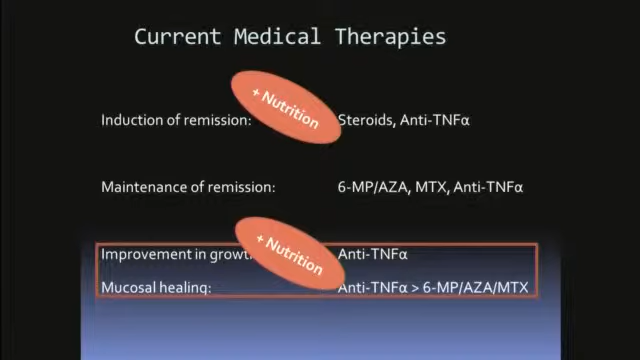 Current Medical Therapies
+ Nutrition
Induction of remission: Steroids, Anti-TNFα
Maintenance of remission: 6-MP/AZA, MTX, Anti-TNFα
+ Nutrition
Improvement in growt Anti-TNFα
Mucosal healing: Anti-TNFα > 6-MP/AZA/MTX